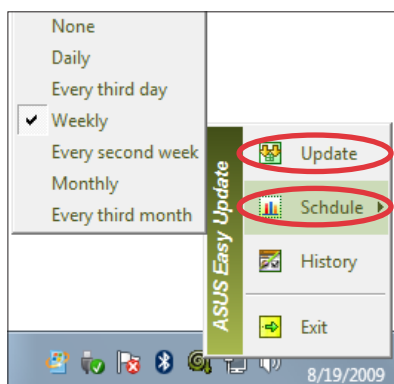 None
Daily
Every third day
Weekly
Every second week
Monthly
Every third month
ASUS Easy Update
Update
Schdule
History
Exit
8/19/2009